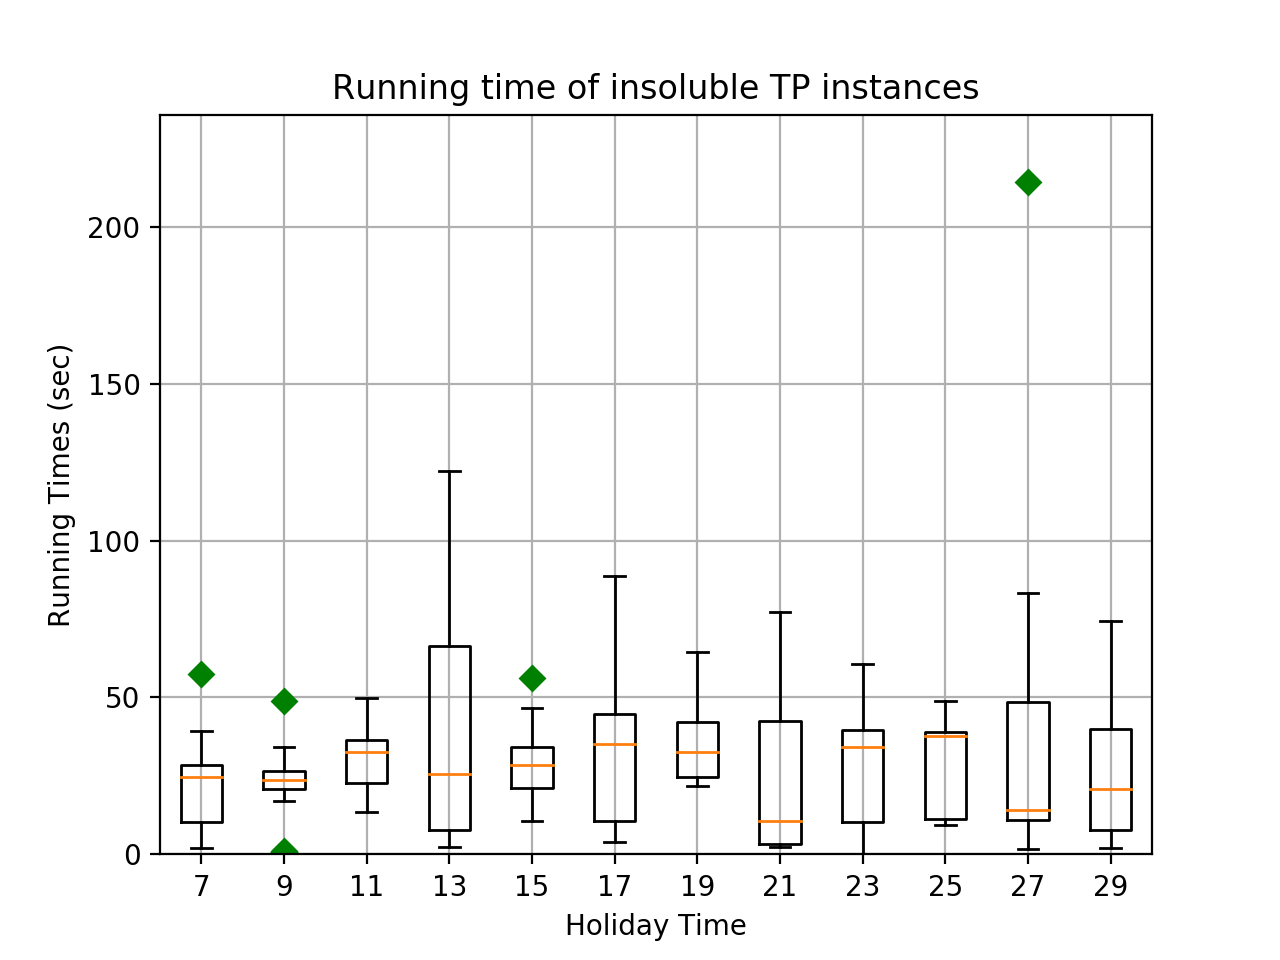 Running time of insoluble TP instances
Running Times (sec)
200
150
100
50
0
7 9 11 13 15 17 19 21 23 25 27 29
Holiday Time